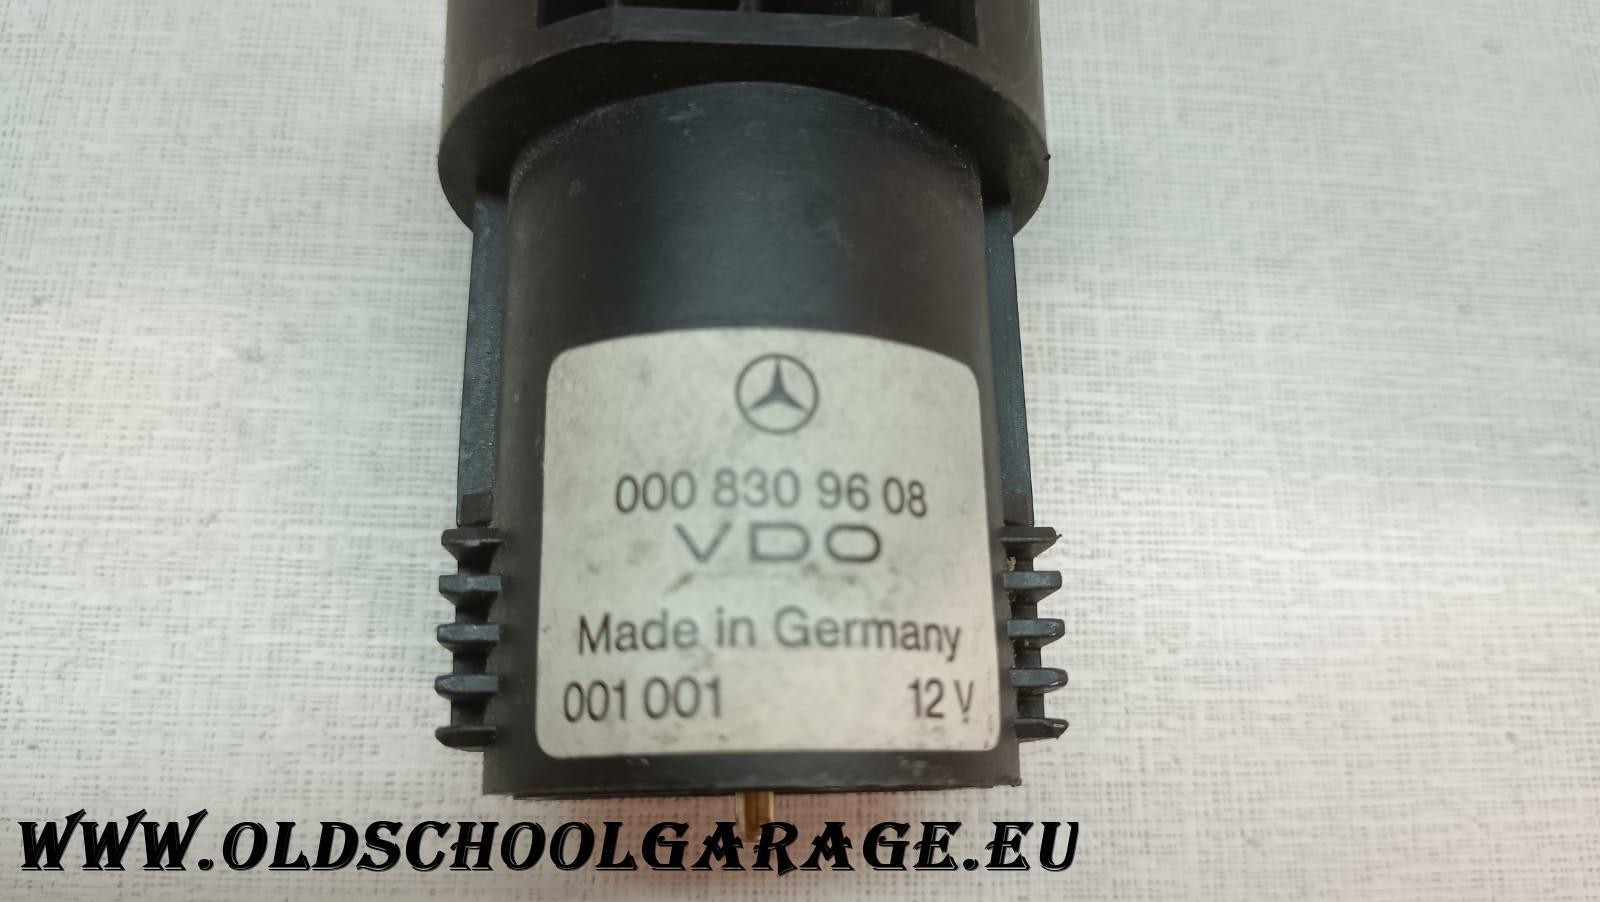 000 830 96 08
VDO
Made in Germany
001 001 12 V
WWW.OLDSCHOOLGARAGE.EU